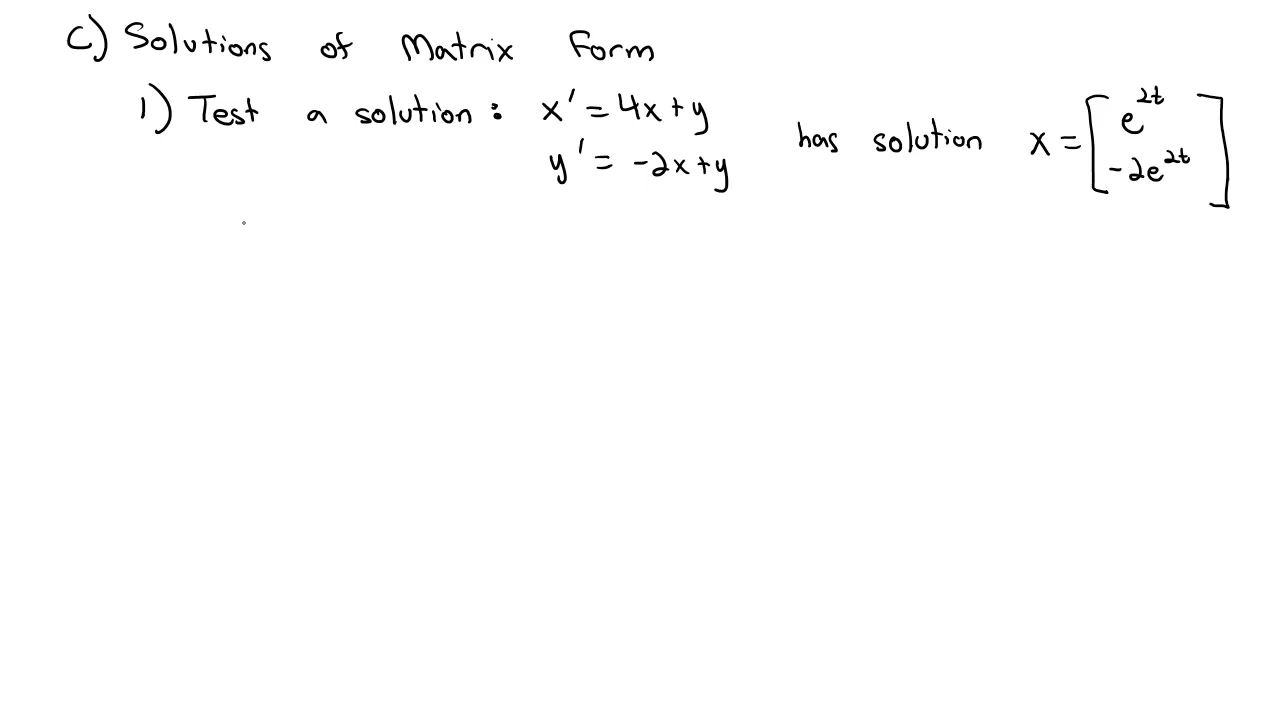 C) Solutions of Matrix Form
1) Test a solution: x' = 4x + y
y' = -2x + y
has solution x = [e^{2t}
-2e^{2t}]